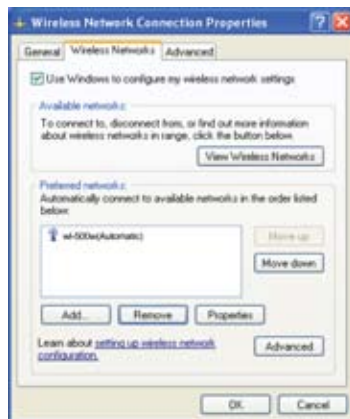 Wireless Network Connection Properties
General Wireless Networks Advanced
Use Windows to configure my wireless network settings
Available networks:
To connect to, disconnect from, or find out more information
about wireless networks in range, click the button below.
View Wireless Networks
Preferred networks:
Automatically connect to available networks in the order listed
below:
(Automatic)
Move up
Move down
Add... Remove Properties
Learn about setting up wireless network
configuration.
Advanced
OK Cancel